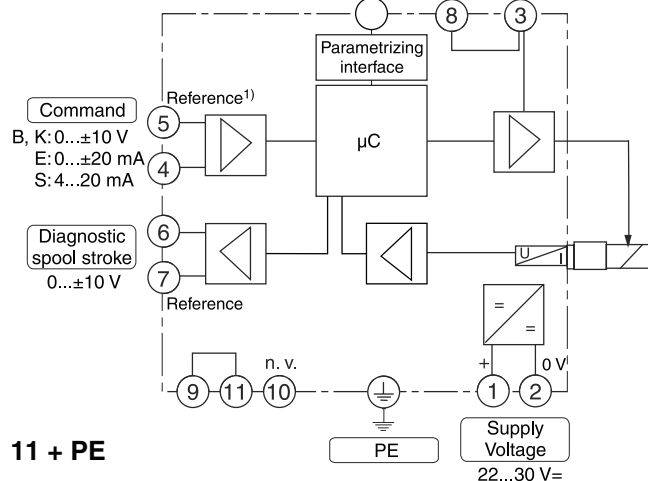 8 3
Parametrizing
interface
Reference1)
Command
5
B, K: 0...±10 V
E: 0...±20 mA
S: 4...20 mA
4
µC
6
Diagnostic
spool stroke
0...±10 V
7
Reference
U I
=
=
+ 0 V
n. v.
9 11 10 1 2
PE
Supply
Voltage
22...30 V=
11 + PE